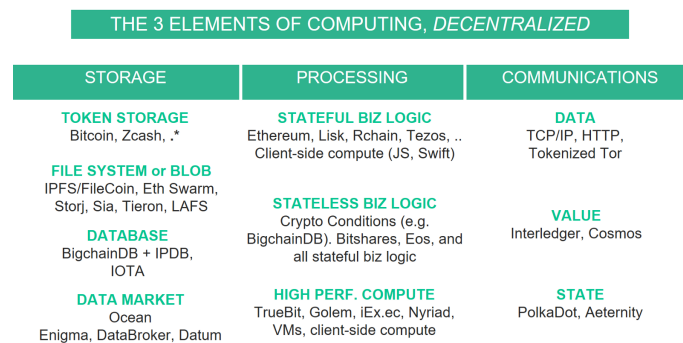 THE 3 ELEMENTS OF COMPUTING, DECENTRALIZED
STORAGE
TOKEN STORAGE
Bitcoin, Zcash, .*
FILE SYSTEM or BLOB
IPFS/FileCoin, Eth Swarm,
Storj, Sia, Tieron, LAFS
DATABASE
BigchainDB + IPDB,
IOTA
DATA MARKET
Ocean
Enigma, DataBroker, Datum
PROCESSING
STATEFUL BIZ LOGIC
Ethereum, Lisk, Rchain, Tezos, ..
Client-side compute (JS, Swift)
STATELESS BIZ LOGIC
Crypto Conditions (e.g.
BigchainDB). Bitshares, Eos, and
all stateful biz logic
HIGH PERF. COMPUTE
TrueBit, Golem, iEx.ec, Nyriad,
VMs, client-side compute
COMMUNICATIONS
DATA
TCP/IP, HTTP,
Tokenized Tor
VALUE
Interledger, Cosmos
STATE
PolkaDot, Aeternity